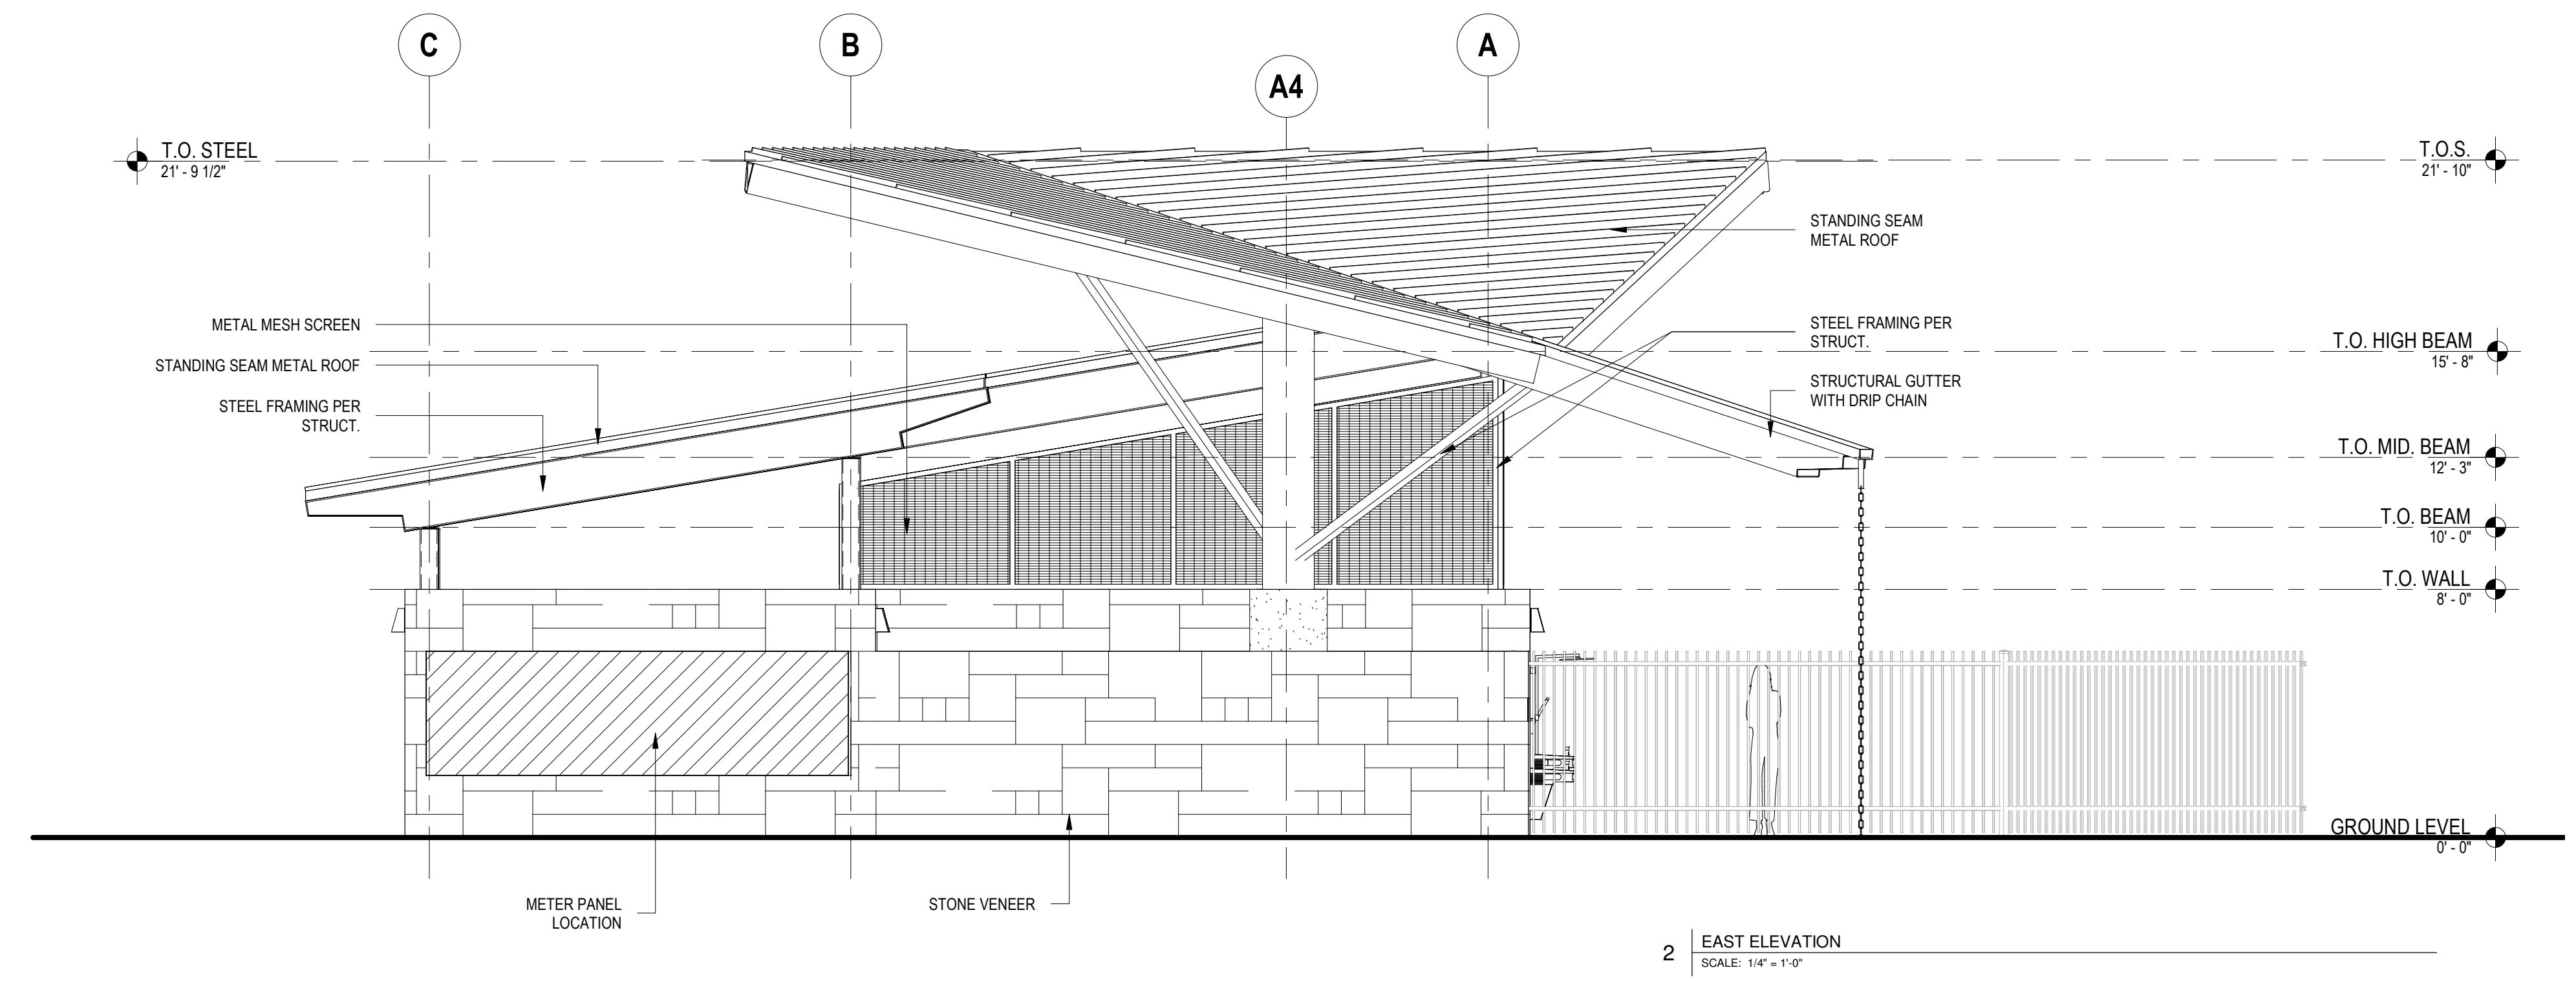 C
B
A4
A
T.O. STEEL
21' - 9 1/2"
T.O.S.
21' - 10"
STANDING SEAM
METAL ROOF
METAL MESH SCREEN
STANDING SEAM METAL ROOF
STEEL FRAMING PER
STRUCT.
STEEL FRAMING PER
STRUCT.
STRUCTURAL GUTTER
WITH DRIP CHAIN
T.O. HIGH BEAM
15' - 8"
T.O. MID. BEAM
12' - 3"
T.O. BEAM
10' - 0"
T.O. WALL
8' - 0"
GROUND LEVEL
0' - 0"
METER PANEL
LOCATION
STONE VENEER
2
EAST ELEVATION
SCALE: 1/4" = 1'-0"